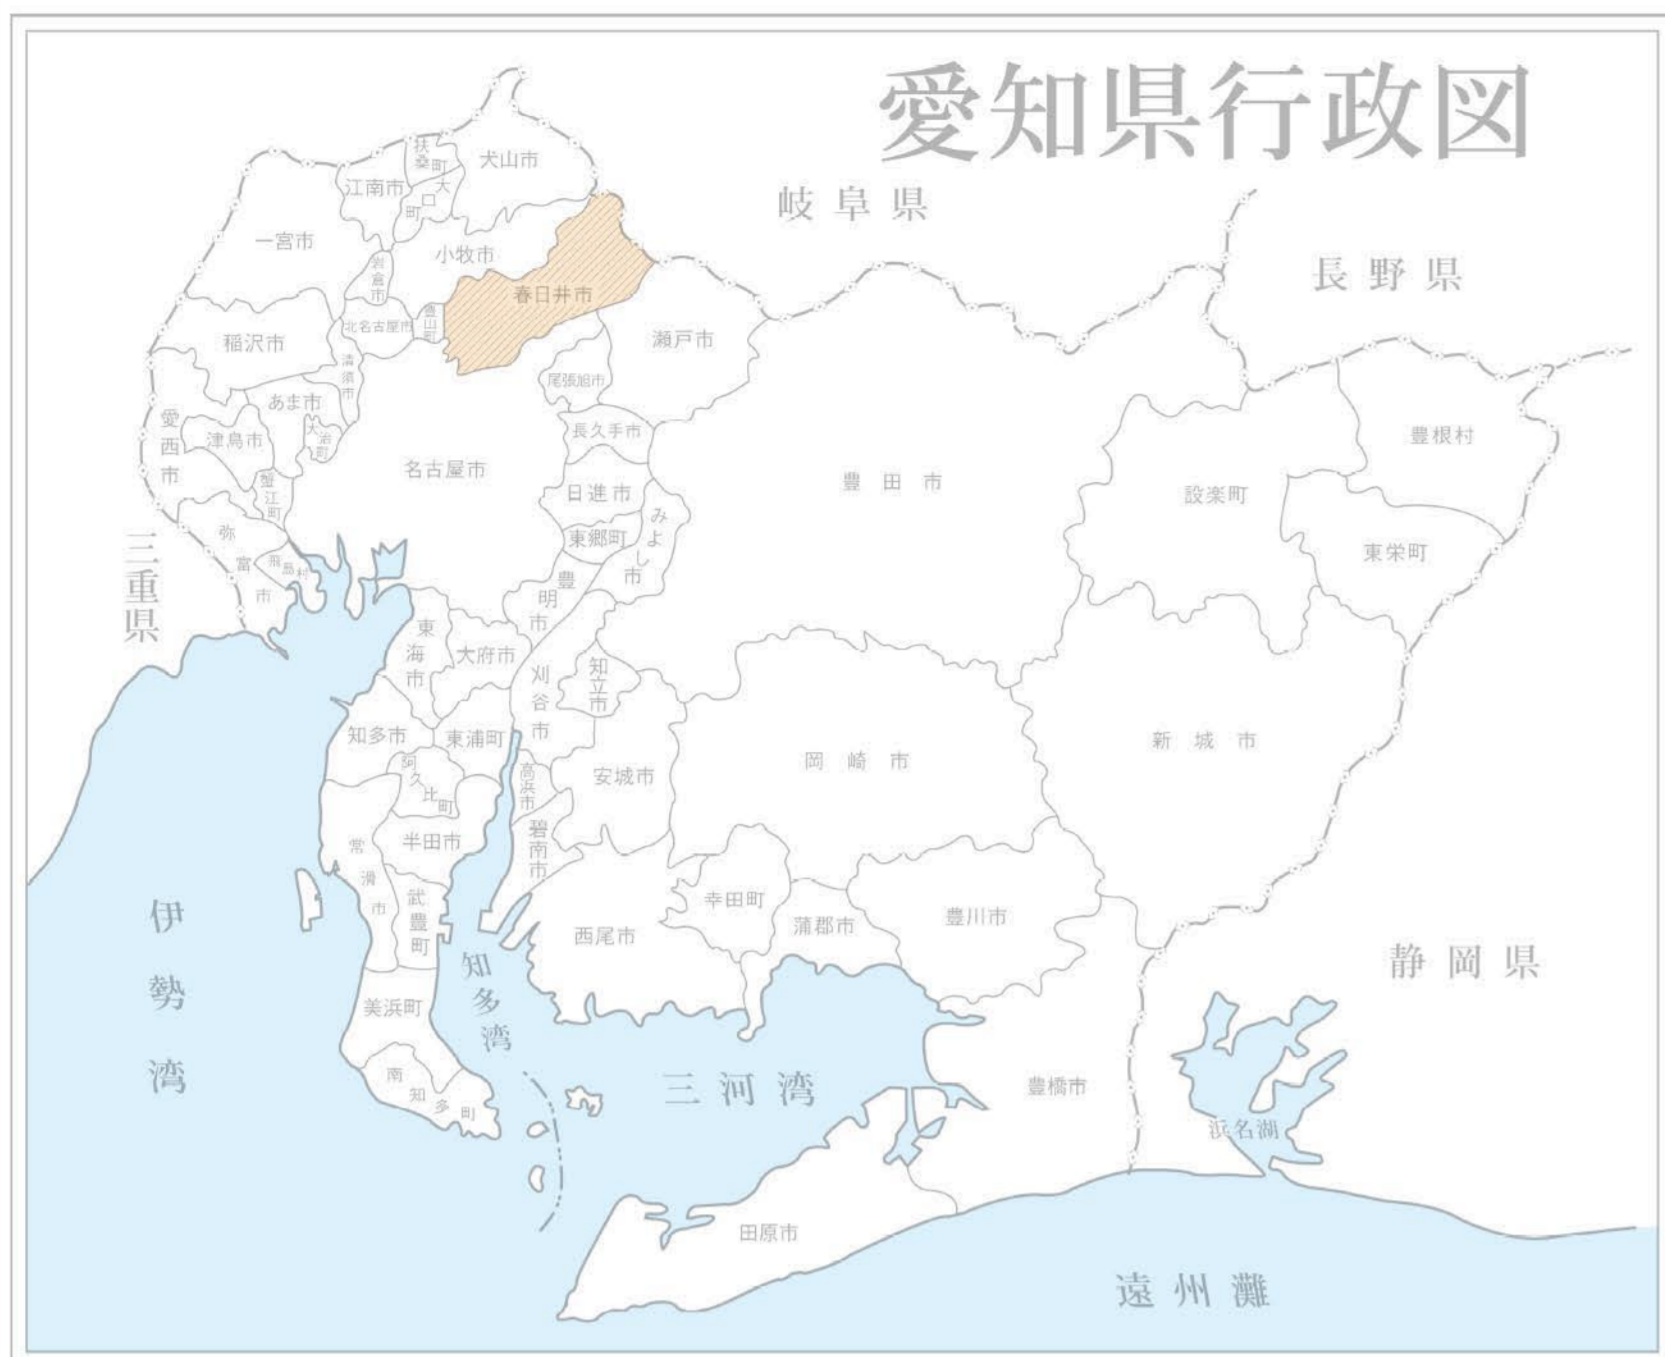 愛知県行政図
岐阜県
長野県
静岡県
三重県
犬山市
扶桑町
江南市
大口町
一宮市
小牧市
岩倉市
春日井市
北名古屋市
豊山町
稲沢市
清須市
瀬戸市
尾張旭市
あま市
大治町
愛西市
津島市
長久手市
名古屋市
蟹江町
日進市
みよし市
東郷町
豊田市
設楽町
豊根村
東栄町
弥富市
飛島村
豊明市
東海市
大府市
刈谷市
知立市
知多市
東浦町
阿久比町
高浜市
安城市
岡崎市
新城市
半田市
碧南市
常滑市
武豊町
西尾市
幸田町
蒲郡市
豊川市
美浜町
南知多町
豊橋市
田原市
浜名湖
伊勢湾
知多湾
三河湾
遠州灘